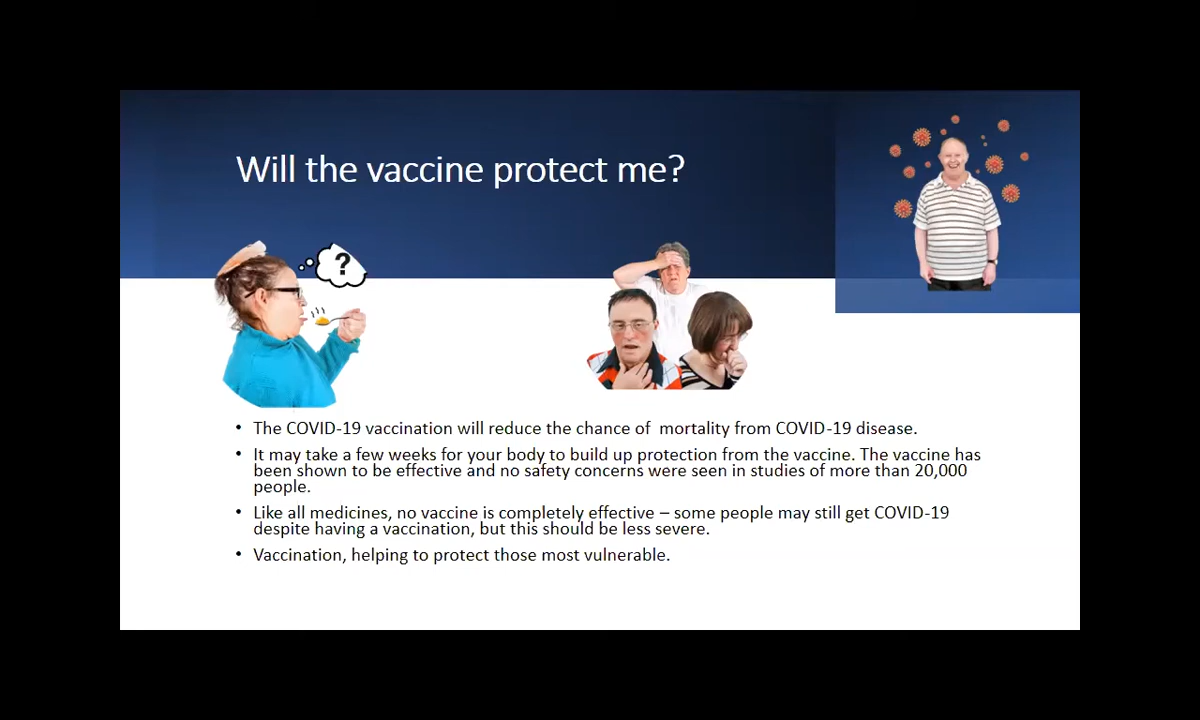 Will the vaccine protect me?
?
• The COVID-19 vaccination will reduce the chance of  mortality from COVID-19 disease.
• It may take a few weeks for your body to build up protection from the vaccine. The vaccine has
been shown to be effective and no safety concerns were seen in studies of more than 20,000
people.
• Like all medicines, no vaccine is completely effective – some people may still get COVID-19
despite having a vaccination, but this should be less severe.
• Vaccination, helping to protect those most vulnerable.